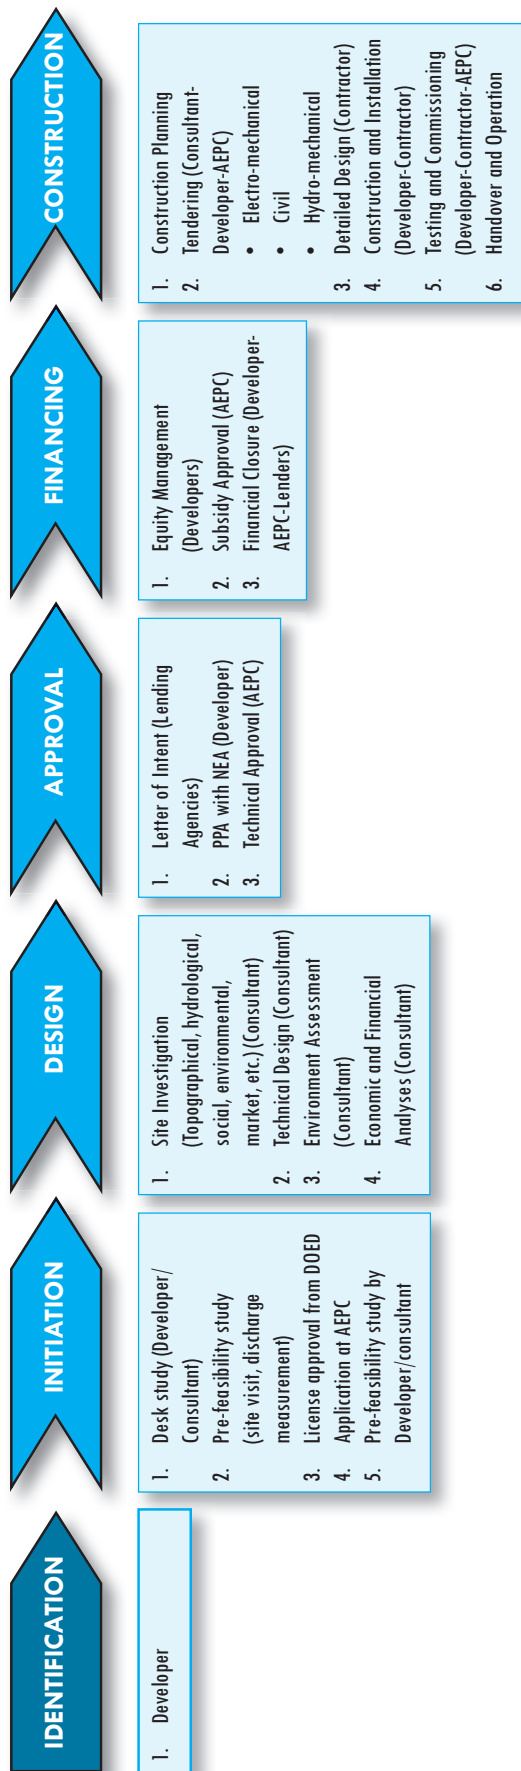 IDENTIFICATION
1. Developer
INITIATION
1. Desk study (Developer/
Consultant)
2. Pre-feasibility study
(site visit, discharge
measurement)
3. License approval from DOED
4. Application at AEPC
5. Pre-feasibility study by
Developer/consultant
DESIGN
1. Site Investigation
(Topographical, hydrological,
social, environmental,
market, etc.) (Consultant)
2. Technical Design (Consultant)
3. Environment Assessment
(Consultant)
4. Economic and Financial
Analyses (Consultant)
APPROVAL
1. Letter of Intent (Lending
Agencies)
2. PPA with NEA (Developer)
3. Technical Approval (AEPC)
FINANCING
1. Equity Management
(Developers)
2. Subsidy Approval (AEPC)
3. Financial Closure (Developer-
AEPC-Lenders)
CONSTRUCTION
1. Construction Planning
2. Tendering (Consultant-
Developer-AEPC)
• Electro-mechanical
• Civil
• Hydro-mechanical
3. Detailed Design (Contractor)
4. Construction and Installation
(Developer-Contractor)
5. Testing and Commissioning
(Developer-Contractor-AEPC)
6. Handover and Operation